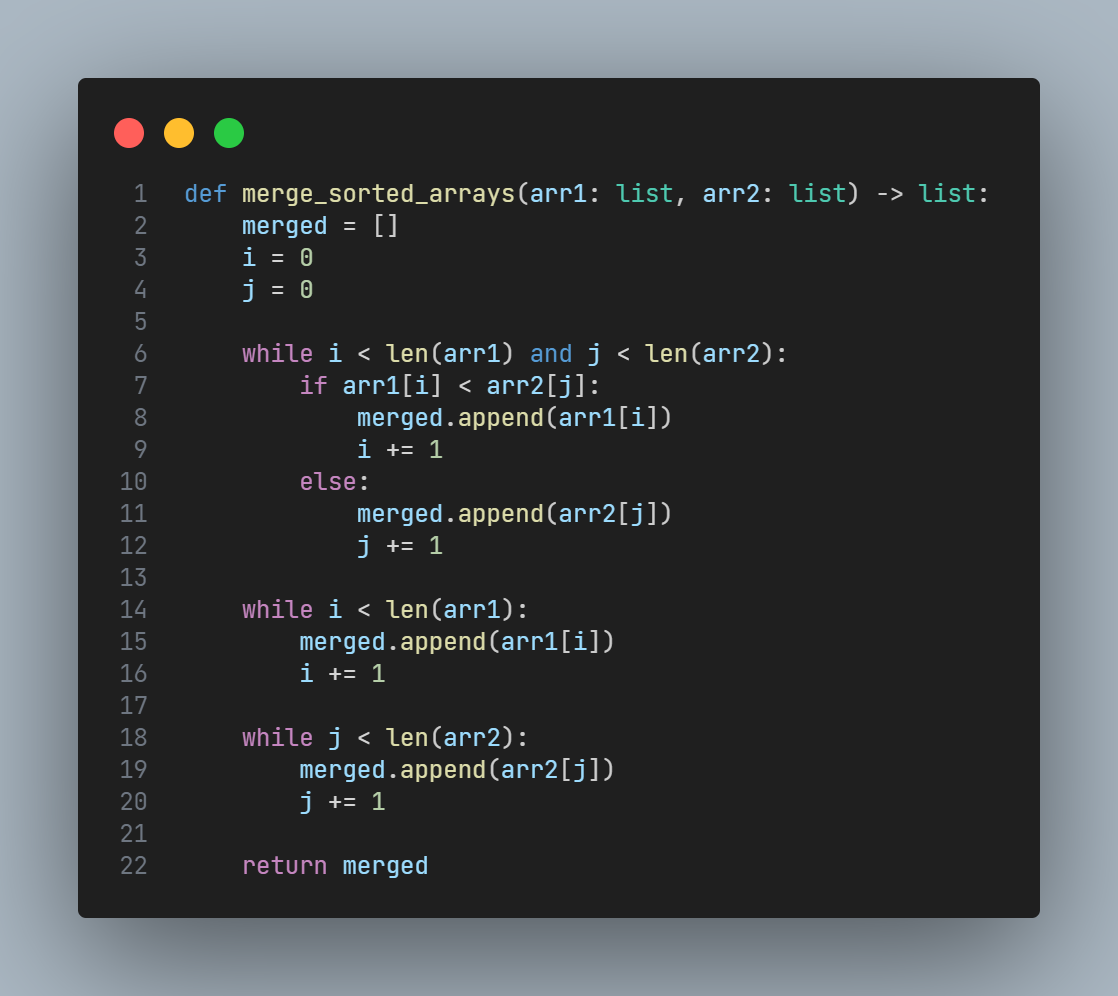 1 def merge_sorted_arrays(arr1: list, arr2: list) -> list:
2     merged = []
3     i = 0
4     j = 0
5
6     while i < len(arr1) and j < len(arr2):
7         if arr1[i] < arr2[j]:
8             merged.append(arr1[i])
9             i += 1
10         else:
11             merged.append(arr2[j])
12             j += 1
13
14     while i < len(arr1):
15         merged.append(arr1[i])
16         i += 1
17
18     while j < len(arr2):
19         merged.append(arr2[j])
20         j += 1
21
22     return merged